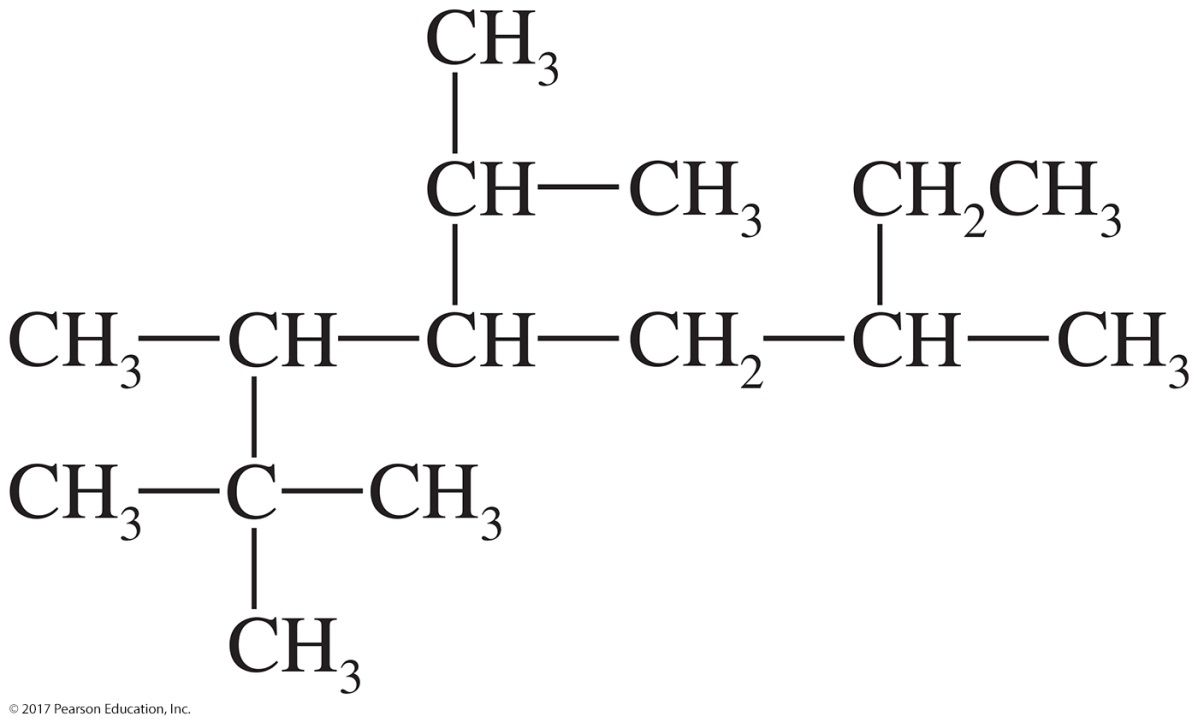 CH₃
CH—CH₃ CH₂CH₃
CH₃—CH—CH—CH₂—CH—CH₃
CH₃—C—CH₃
CH₃
© 2017 Pearson Education, Inc.